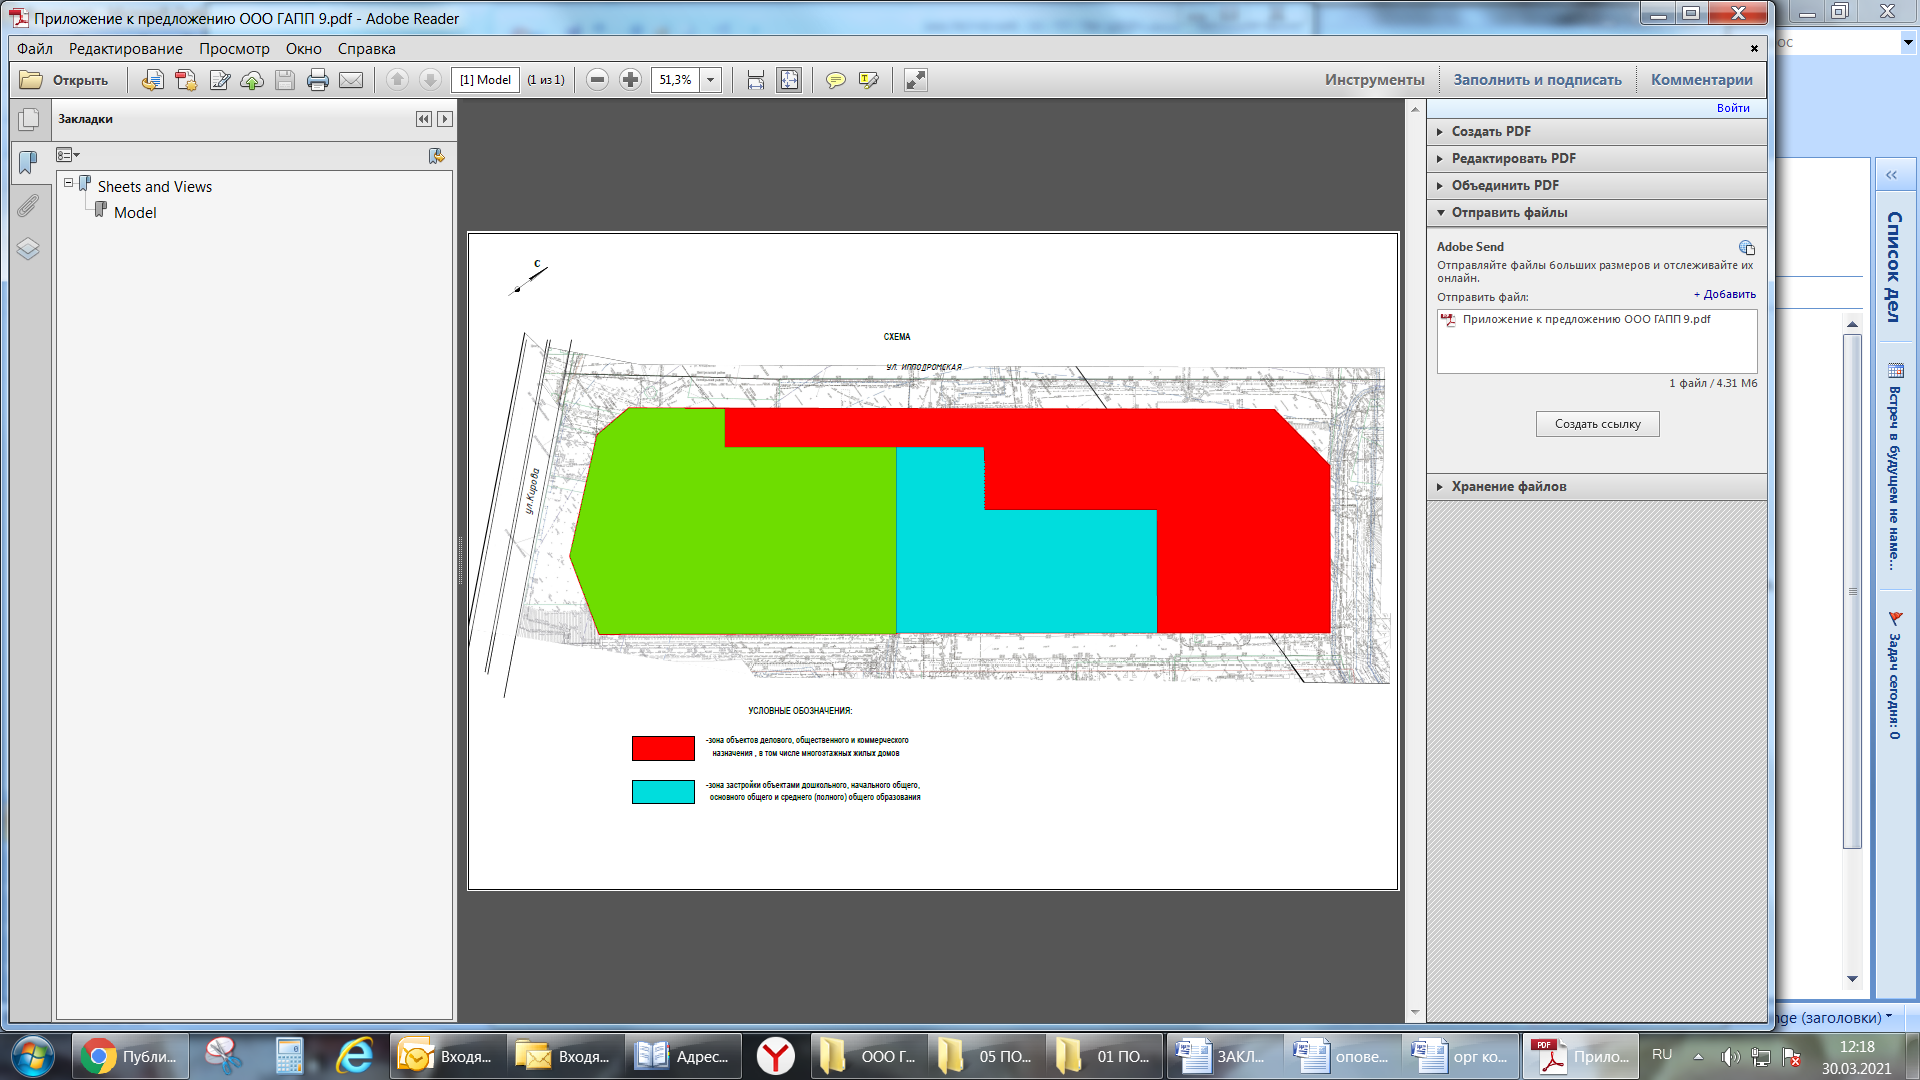 Приложение к предложению ООО ГАПП 9.pdf - Adobe Reader
Файл Редактирование Просмотр Окно Справка
Открыть [1] Model (1 из 1) 51,3% Инструменты Заполнить и подписать Комментарии
Войти
Закладки
Sheets and Views
Model
Создать PDF
Редактировать PDF
Объединить PDF
Отправить файлы
Adobe Send
Отправляйте файлы больших размеров и отслеживайте их
онлайн.
Отправить файл: + Добавить
Приложение к предложению ООО ГАПП 9.pdf
1 файл / 4.31 Мб
Создать ссылку
Хранение файлов
С
СХЕМА
УЛ. ИППОДРОМСКАЯ
ул.Кирова
УСЛОВНЫЕ ОБОЗНАЧЕНИЯ:
-зона объектов делового, общественного и коммерческого
назначения , в том числе многоэтажных жилых домов
-зона застройки объектами дошкольного, начального общего,
основного общего и среднего (полного) общего образования
Список дел
Встреч в будущем не наме...
Задач сегодня: 0
nge (заголовки)
Публи...
Входя...
Входя...
Адрес...
ООО Г...
05 ПО...
01 ПО...
ЗАКЛ...
опове...
орг ко...
Прило...
RU
12:18
30.03.2021